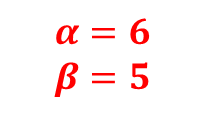 α = 6
β = 5